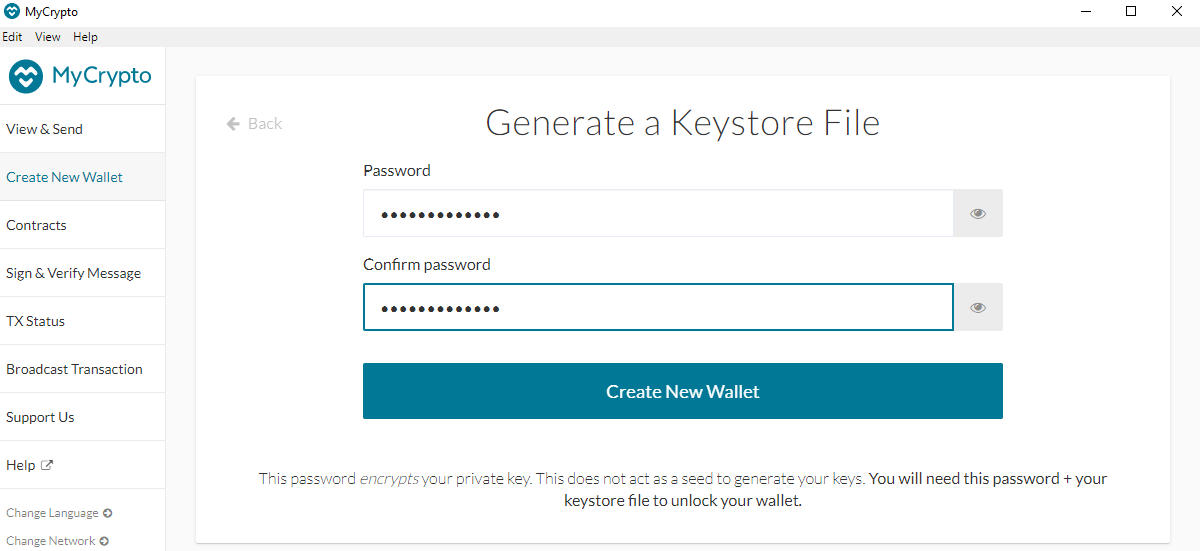 MyCrypto
Edit View Help
MyCrypto
View & Send
Create New Wallet
Contracts
Sign & Verify Message
TX Status
Broadcast Transaction
Support Us
Help
Change Language
Change Network
Back
Generate a Keystore File
Password
•••••••••••••
Confirm password
•••••••••••••
Create New Wallet
This password encrypts your private key. This does not act as a seed to generate your keys. You will need this password + your
keystore file to unlock your wallet.